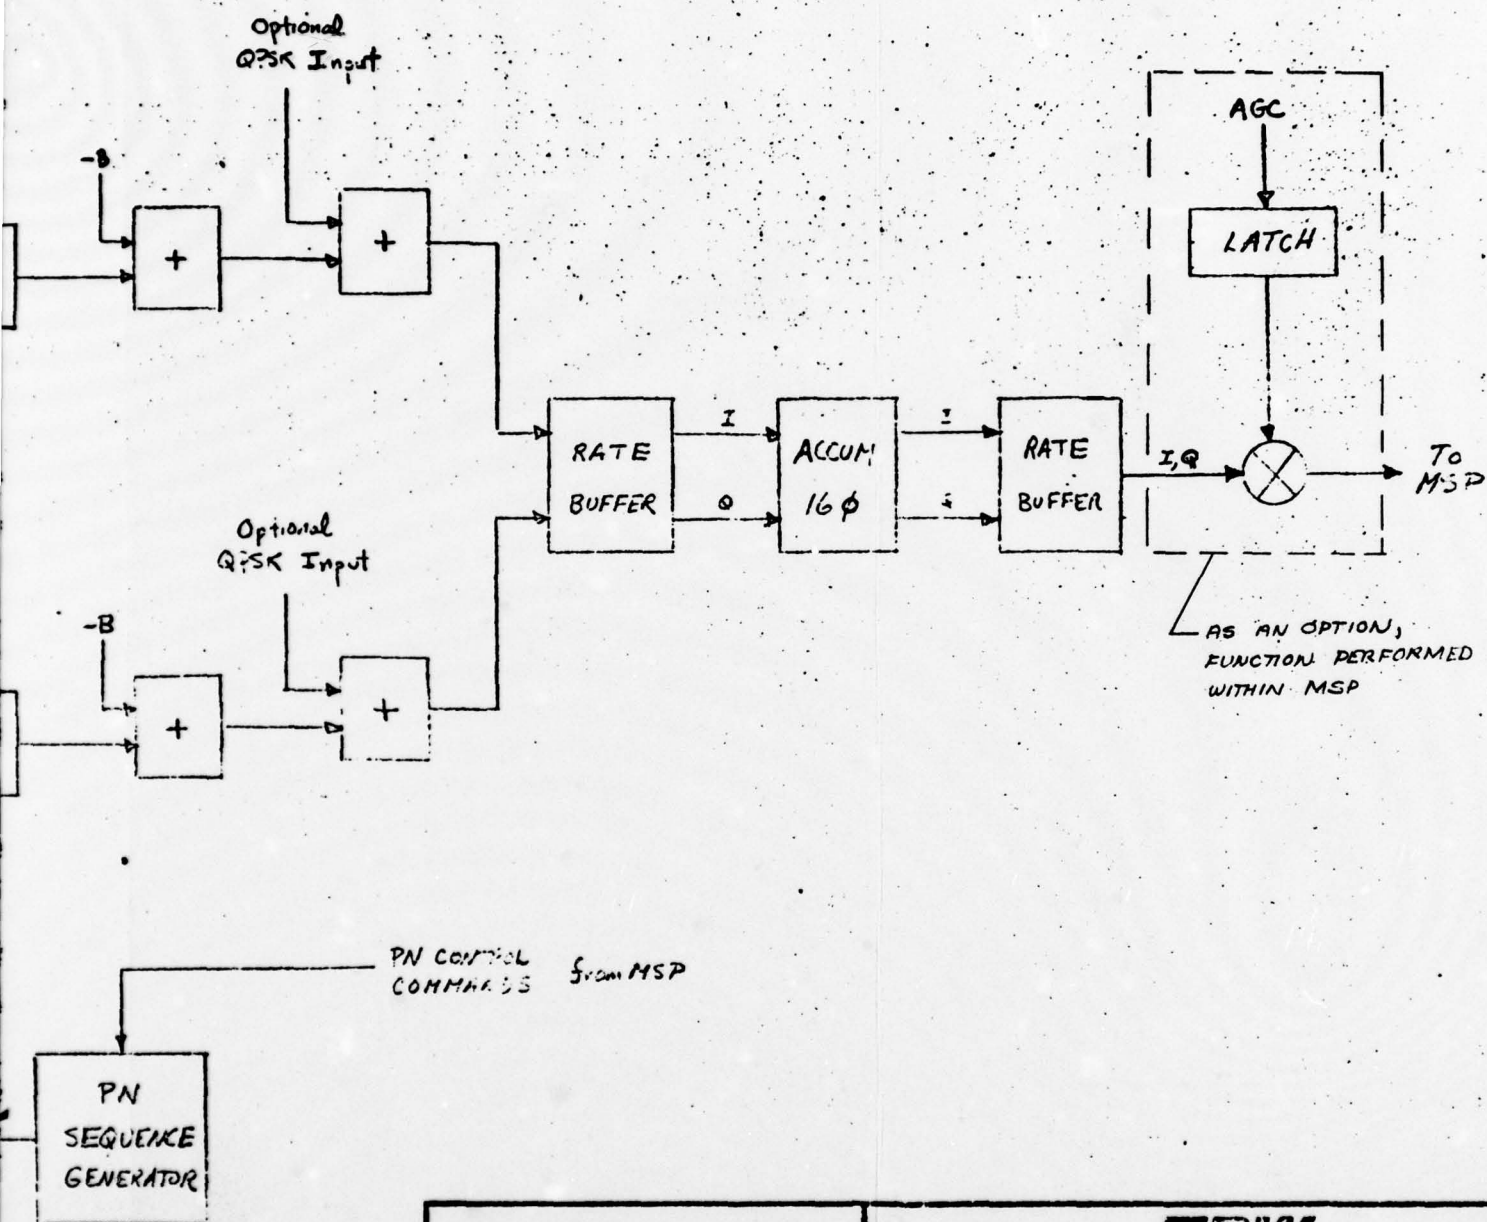 Optional
QPSK Input
AGC
-B
+
+
LATCH
I
I
RATE
BUFFER
ACCUM
16 φ
RATE
BUFFER
I,Q
TO
MSP
Q
Optional
QPSK Input
-B
AS AN OPTION,
FUNCTION PERFORMED
WITHIN MSP
+
+
PN CONTROL
COMMANDS from MSP
PN
SEQUENCE
GENERATOR